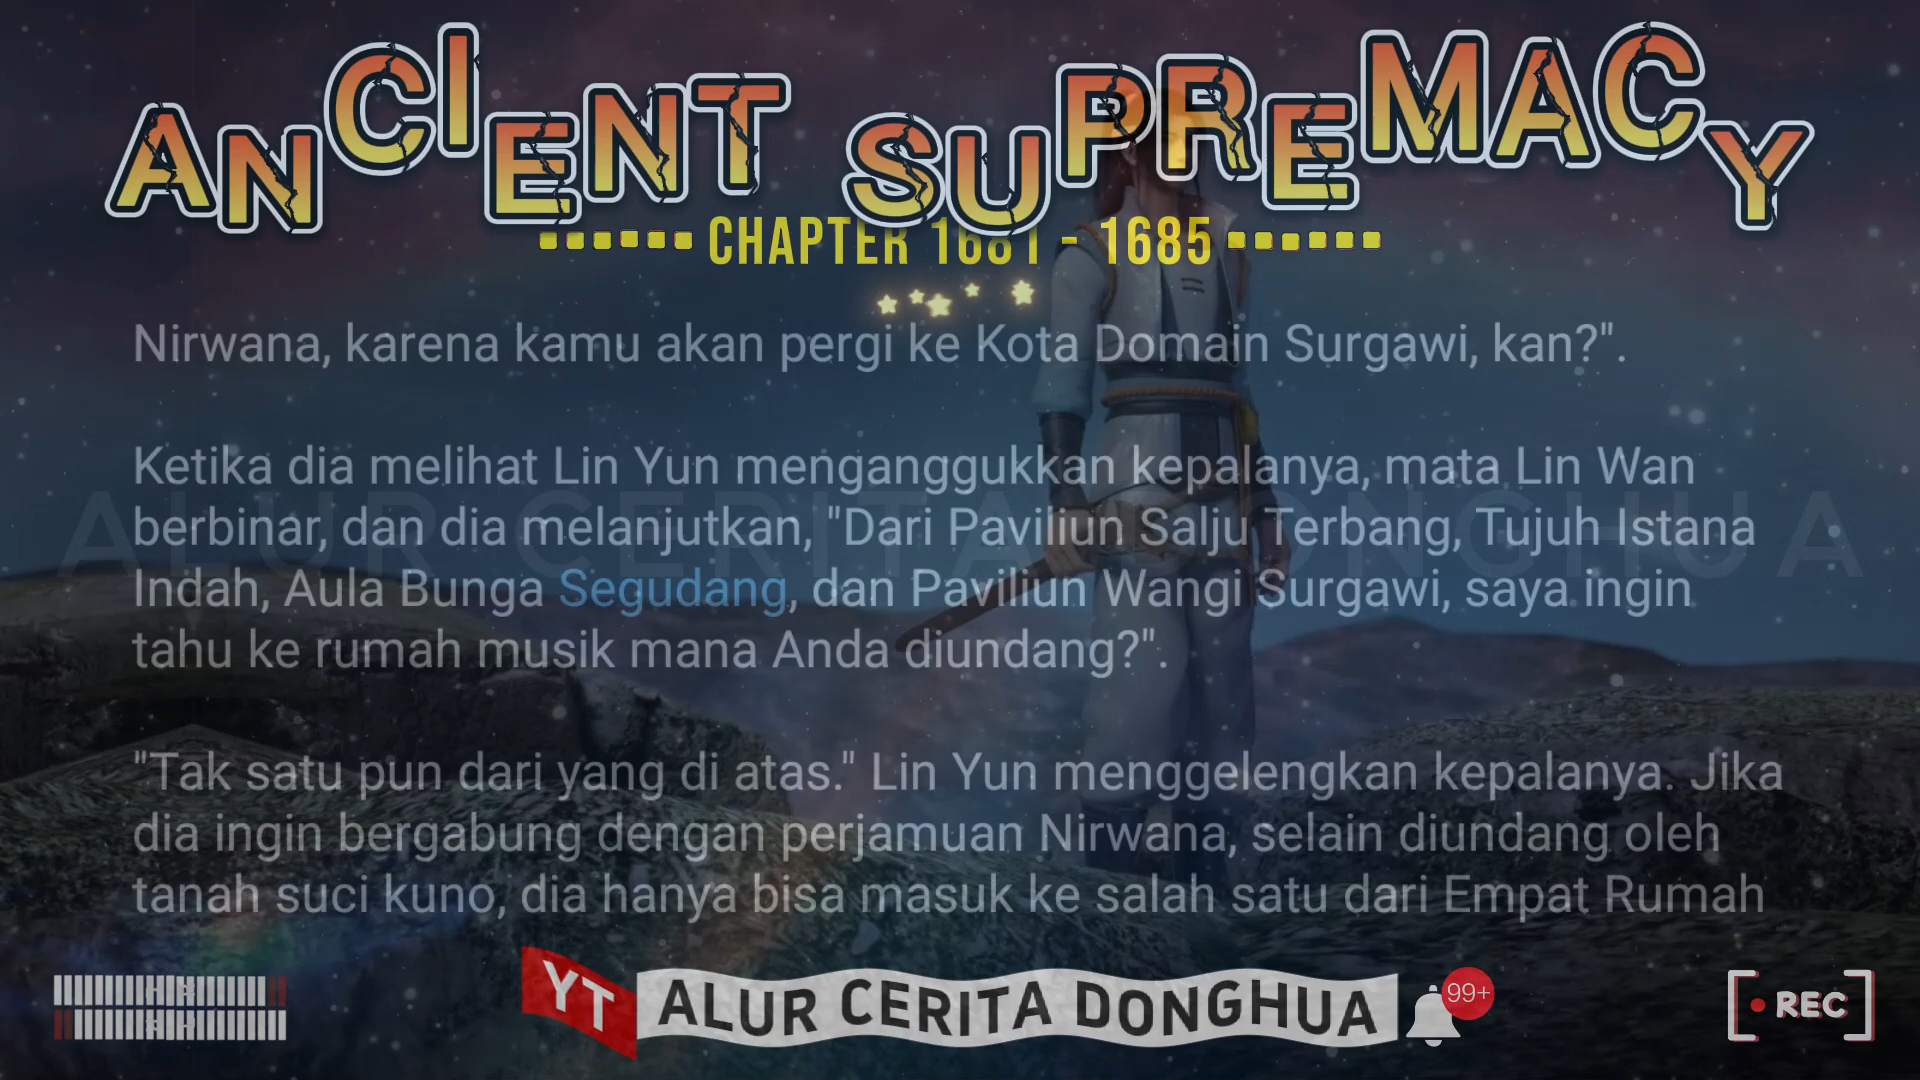 ANCIENT SUPREMACY
CHAPTER 1681 - 1685
Nirwana, karena kamu akan pergi ke Kota Domain Surgawi, kan?".
Ketika dia melihat Lin Yun menganggukkan kepalanya, mata Lin Wan
berbinar, dan dia melanjutkan, "Dari Paviliun Salju Terbang, Tujuh Istana
Indah, Aula Bunga Segudang, dan Paviliun Wangi Surgawi, saya ingin
tahu ke rumah musik mana Anda diundang?".
ALUR CERITA DONGHUA
"Tak satu pun dari yang di atas." Lin Yun menggelengkan kepalanya. Jika
dia ingin bergabung dengan perjamuan Nirwana, selain diundang oleh
tanah suci kuno, dia hanya bisa masuk ke salah satu dari Empat Rumah
YT ALUR CERITA DONGHUA
99+
REC